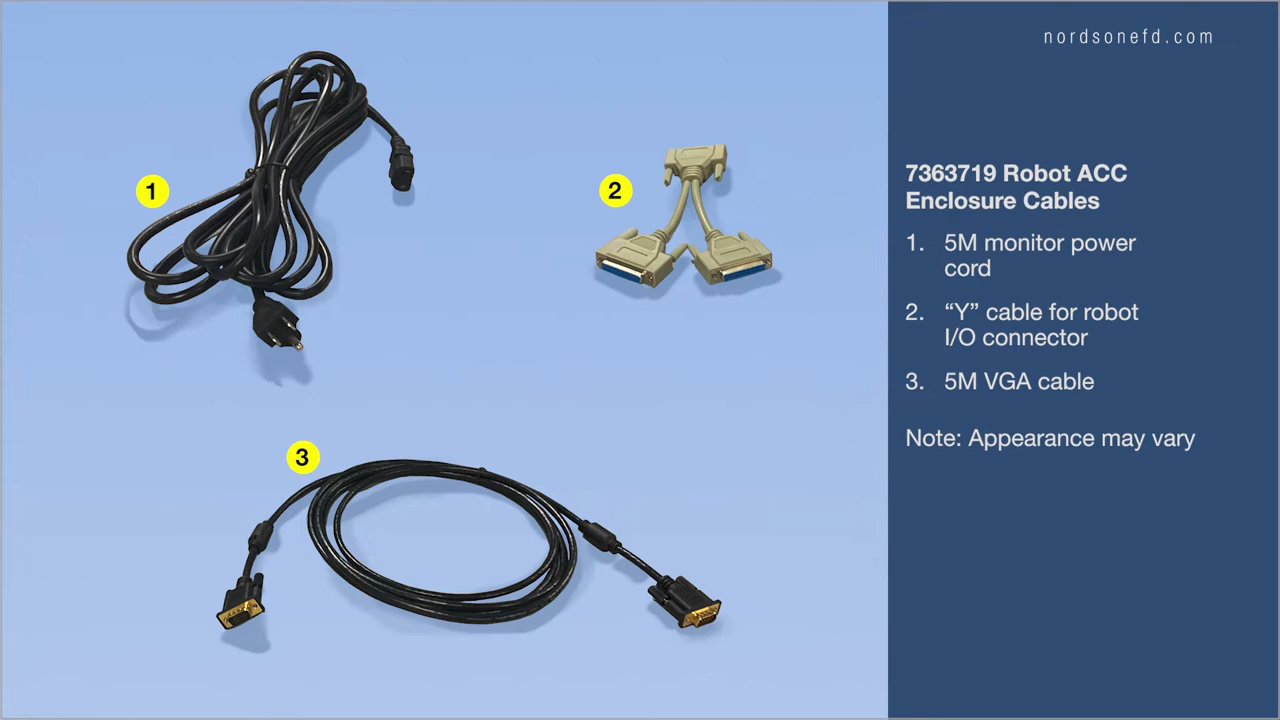 nordsonefd.com
7363719 Robot ACC
Enclosure Cables
1. 5M monitor power
cord
2. “Y” cable for robot
I/O connector
3. 5M VGA cable
Note: Appearance may vary
1
2
3